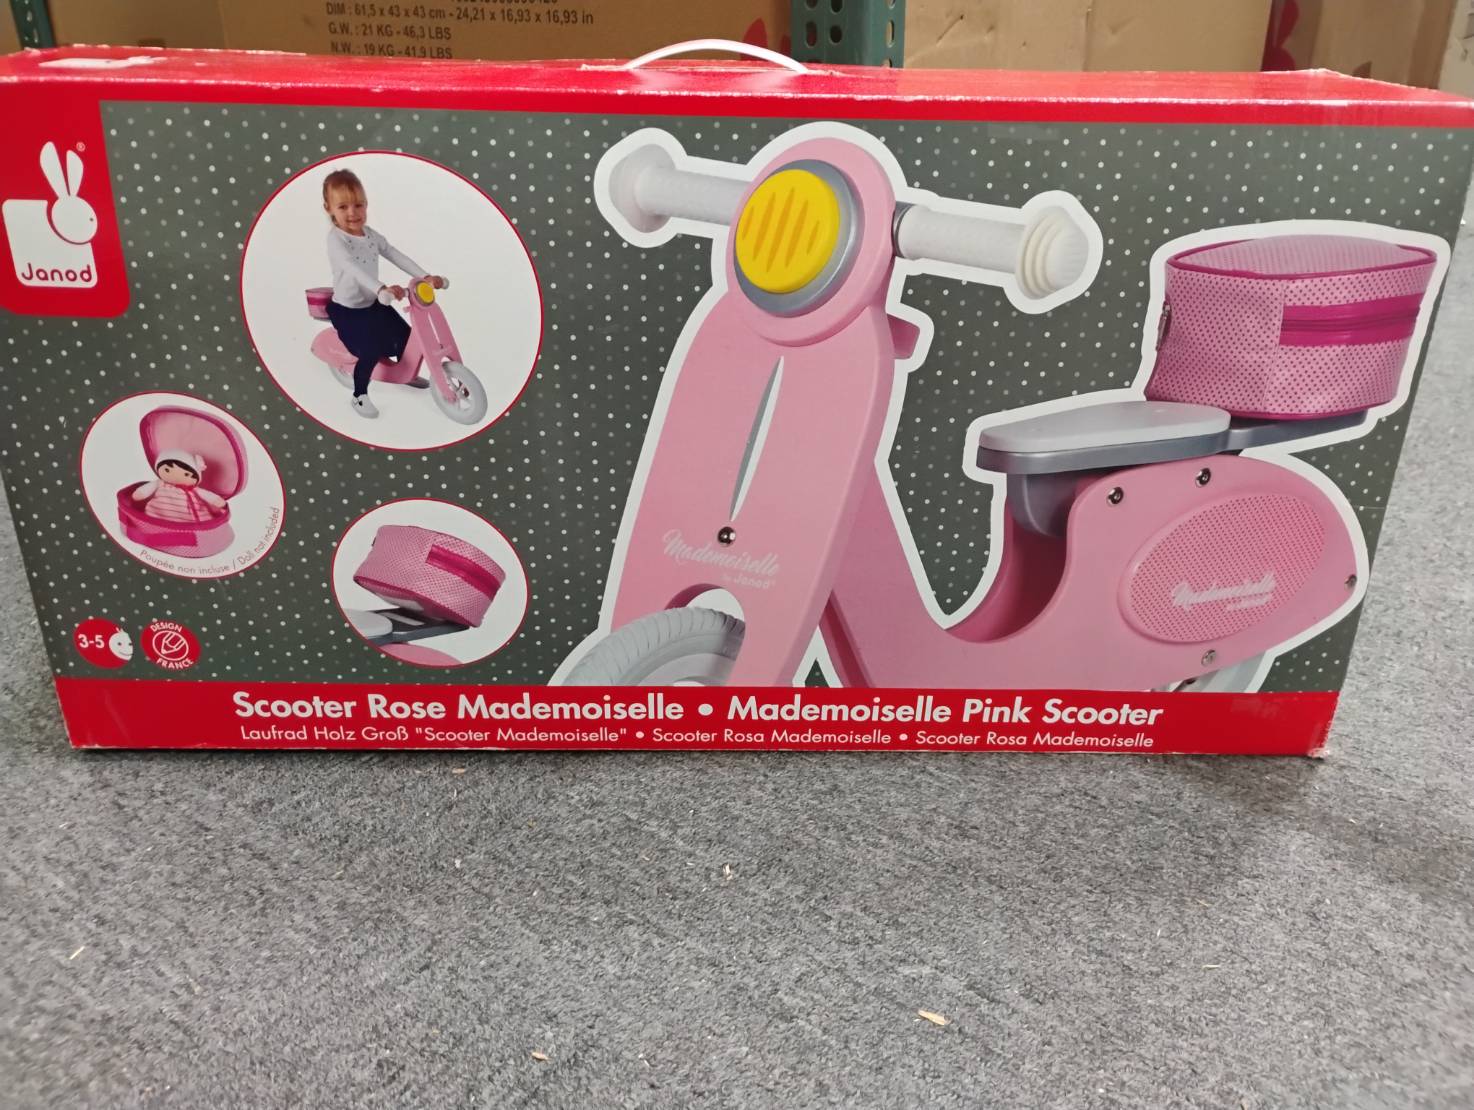 DIM : 61,5 x 43 x 43 cm - 24,21 x 16,93 x 16,93 in
G.W. : 21 KG - 46,3 LBS
N.W. : 19 KG - 41,9 LBS
Janod
Poupée non incluse / Doll not included
Mademoiselle
by Janod
Mademoiselle
3-5
DESIGN
FRANCE
Scooter Rose Mademoiselle • Mademoiselle Pink Scooter
Laufrad Holz Groß "Scooter Mademoiselle" • Scooter Rosa Mademoiselle • Scooter Rosa Mademoiselle